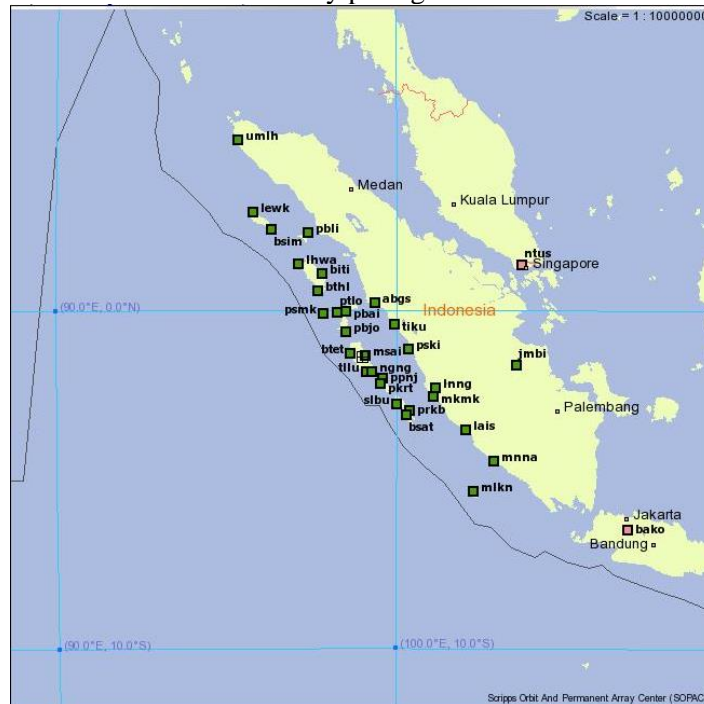 Scale = 1 : 10000000
umlh
Medan
Kuala Lumpur
lewk
pbli
bsim
ntus
Singapore
lhwa
biti
bthl
abgs
ptlo
(90.0°E, 0.0°N)
psmk
pbai
Indonesia
pbjo
tiku
btet
msai
pski
jmbi
tllu
ngng
ppnj
pkrt
lnng
mkmk
slbu
prkb
Palembang
bsat
lais
mnna
mlkn
Jakarta
bako
Bandung
(90.0°E, 10.0°S)
(100.0°E, 10.0°S)
Scripps Orbit And Permanent Array Center (SOPAC